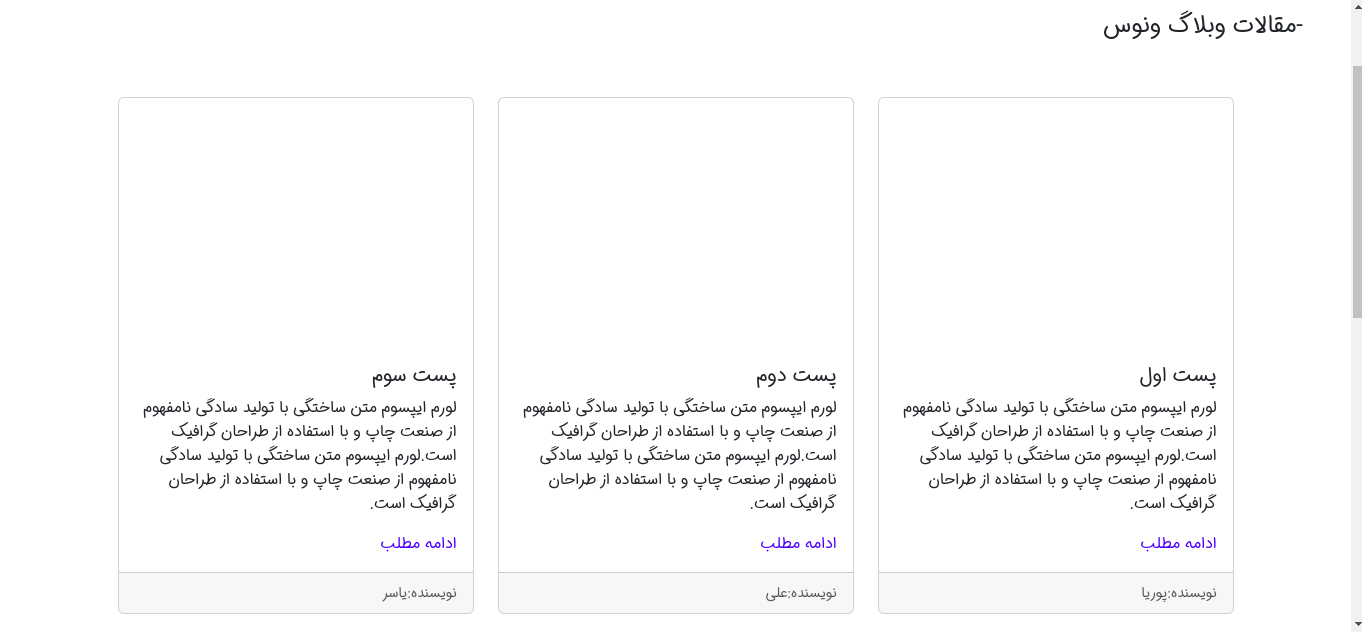 -مقالات وبلاگ ونوس
پست اول
لورم ایپسوم متن ساختگی با تولید سادگی نامفهوم
از صنعت چاپ و با استفاده از طراحان گرافیک
است.لورم ایپسوم متن ساختگی با تولید سادگی
نامفهوم از صنعت چاپ و با استفاده از طراحان
گرافیک است.
ادامه مطلب
نویسنده:پوریا
پست دوم
لورم ایپسوم متن ساختگی با تولید سادگی نامفهوم
از صنعت چاپ و با استفاده از طراحان گرافیک
است.لورم ایپسوم متن ساختگی با تولید سادگی
نامفهوم از صنعت چاپ و با استفاده از طراحان
گرافیک است.
ادامه مطلب
نویسنده:علی
پست سوم
لورم ایپسوم متن ساختگی با تولید سادگی نامفهوم
از صنعت چاپ و با استفاده از طراحان گرافیک
است.لورم ایپسوم متن ساختگی با تولید سادگی
نامفهوم از صنعت چاپ و با استفاده از طراحان
گرافیک است.
ادامه مطلب
نویسنده:یاسر